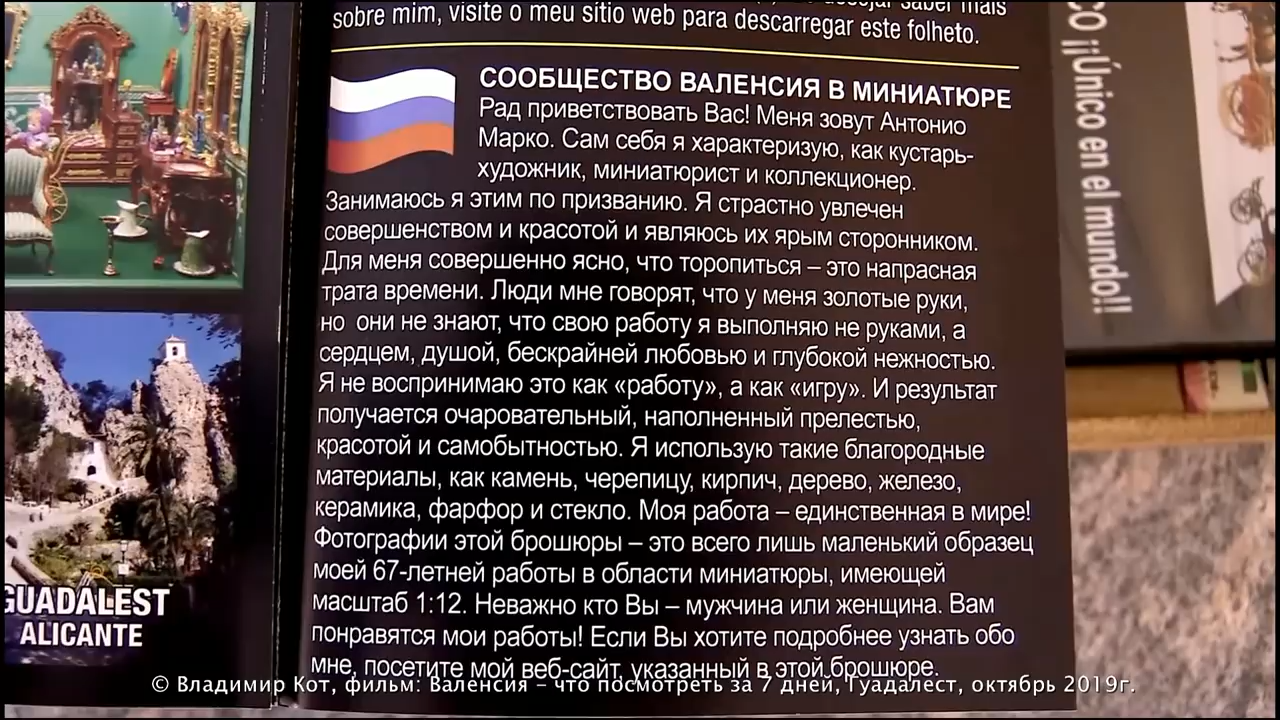 sobre mim, visite o meu sítio web para descarregar este folheto.
СООБЩЕСТВО ВАЛЕНСИЯ В МИНИАТЮРЕ
Рад приветствовать Вас! Меня зовут Антонио
Марко. Сам себя я характеризую, как кустарь-
художник, миниатюрист и коллекционер.
Занимаюсь я этим по призванию. Я страстно увлечен
совершенством и красотой и являюсь их ярым сторонником.
Для меня совершенно ясно, что торопиться – это напрасная
трата времени. Люди мне говорят, что у меня золотые руки,
но они не знают, что свою работу я выполняю не руками, а
сердцем, душой, бескрайней любовью и глубокой нежностью.
Я не воспринимаю это как «работу», а как «игру». И результат
получается очаровательный, наполненный прелестью,
красотой и самобытностью. Я использую такие благородные
материалы, как камень, черепицу, кирпич, дерево, железо,
керамика, фарфор и стекло. Моя работа – единственная в мире!
Фотографии этой брошюры – это всего лишь маленький образец
моей 67-летней работы в области миниатюры, имеющей
масштаб 1:12. Неважно кто Вы – мужчина или женщина. Вам
понравятся мои работы! Если Вы хотите подробнее узнать обо
мне, посетите мой веб-сайт, указанный в этой брошюре.
GUADALEST
ALICANTE
¡¡Único en el mundo!!
© Владимир Кот, фильм: Валенсия – что посмотреть за 7 дней, Гуадалест, октябрь 2019г.